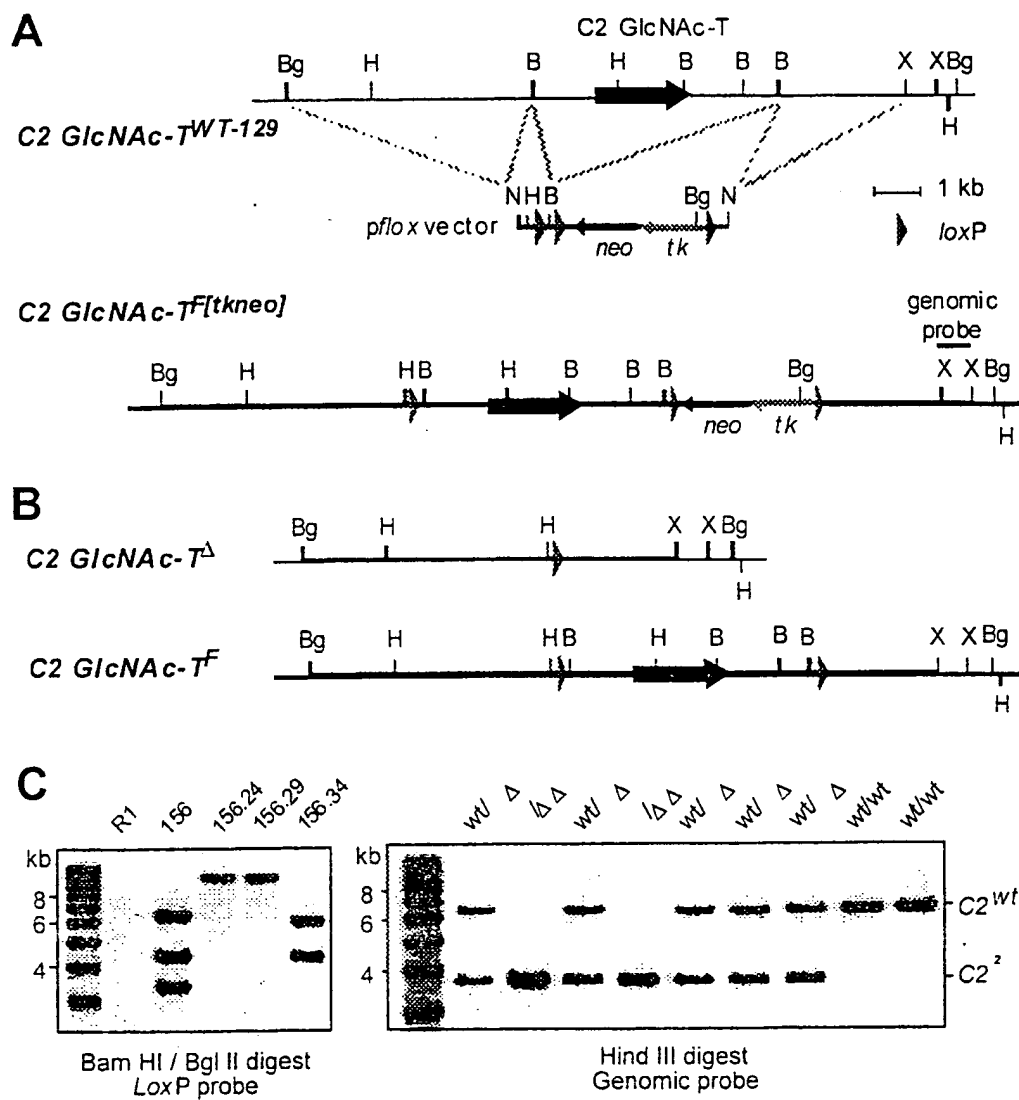 A
C2 GlcNAc-T
Bg H B H B B B X X Bg
H
C2 GlcNAc-T^WT-129
N H B Bg N
1 kb
pflox vector
neo tk
loxP
C2 GlcNAc-T^F[tkneo]
genomic
probe
Bg H H B H B B B Bg X X Bg
neo tk
H
B
Bg H H X X Bg
C2 GlcNAc-T^Δ
H
Bg H H B H B B B X X Bg
C2 GlcNAc-T^F
H
C
R1 156 156.24 156.29 156.34
wt/ Δ /Δ Δ wt/ Δ /Δ Δ wt/ Δ wt/ Δ wt/ Δ wt/wt wt/wt
kb
8
6
4
kb
8
6
4
C2^wt
C2^z
Bam HI / Bgl II digest
LoxP probe
Hind III digest
Genomic probe